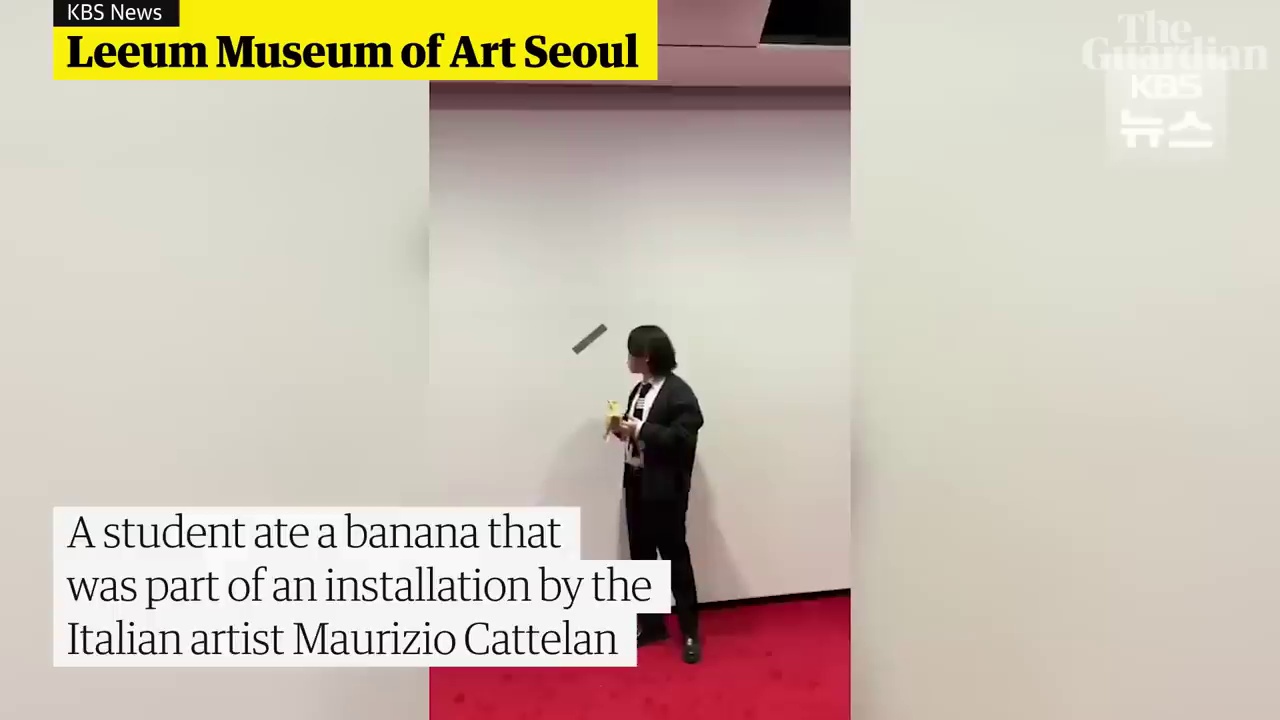 KBS News
Leeum Museum of Art Seoul
The
Guardian
KBS
뉴스
A student ate a banana that
was part of an installation by the
Italian artist Maurizio Cattelan